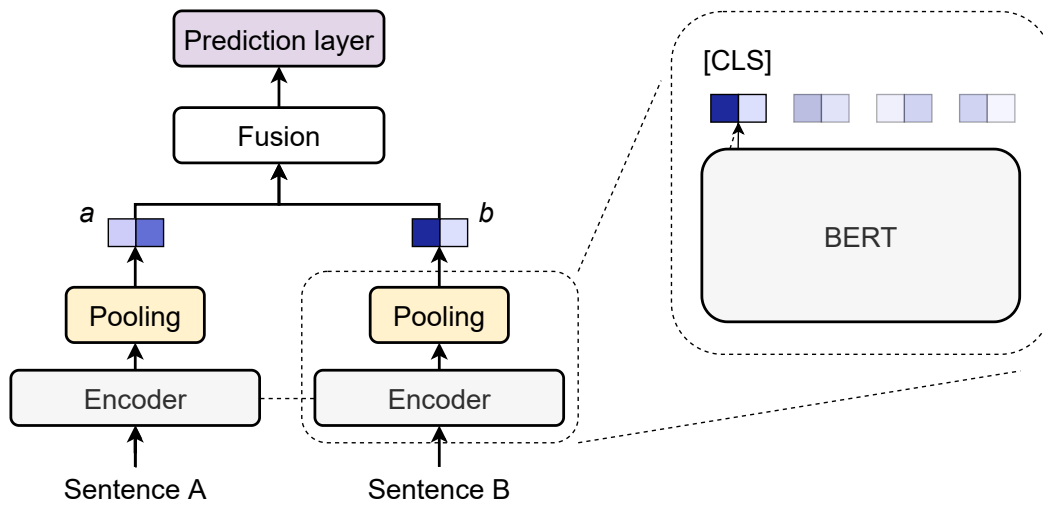 Prediction layer
[CLS]
Fusion
a
b
BERT
Pooling
Pooling
Encoder
Encoder
Sentence A
Sentence B